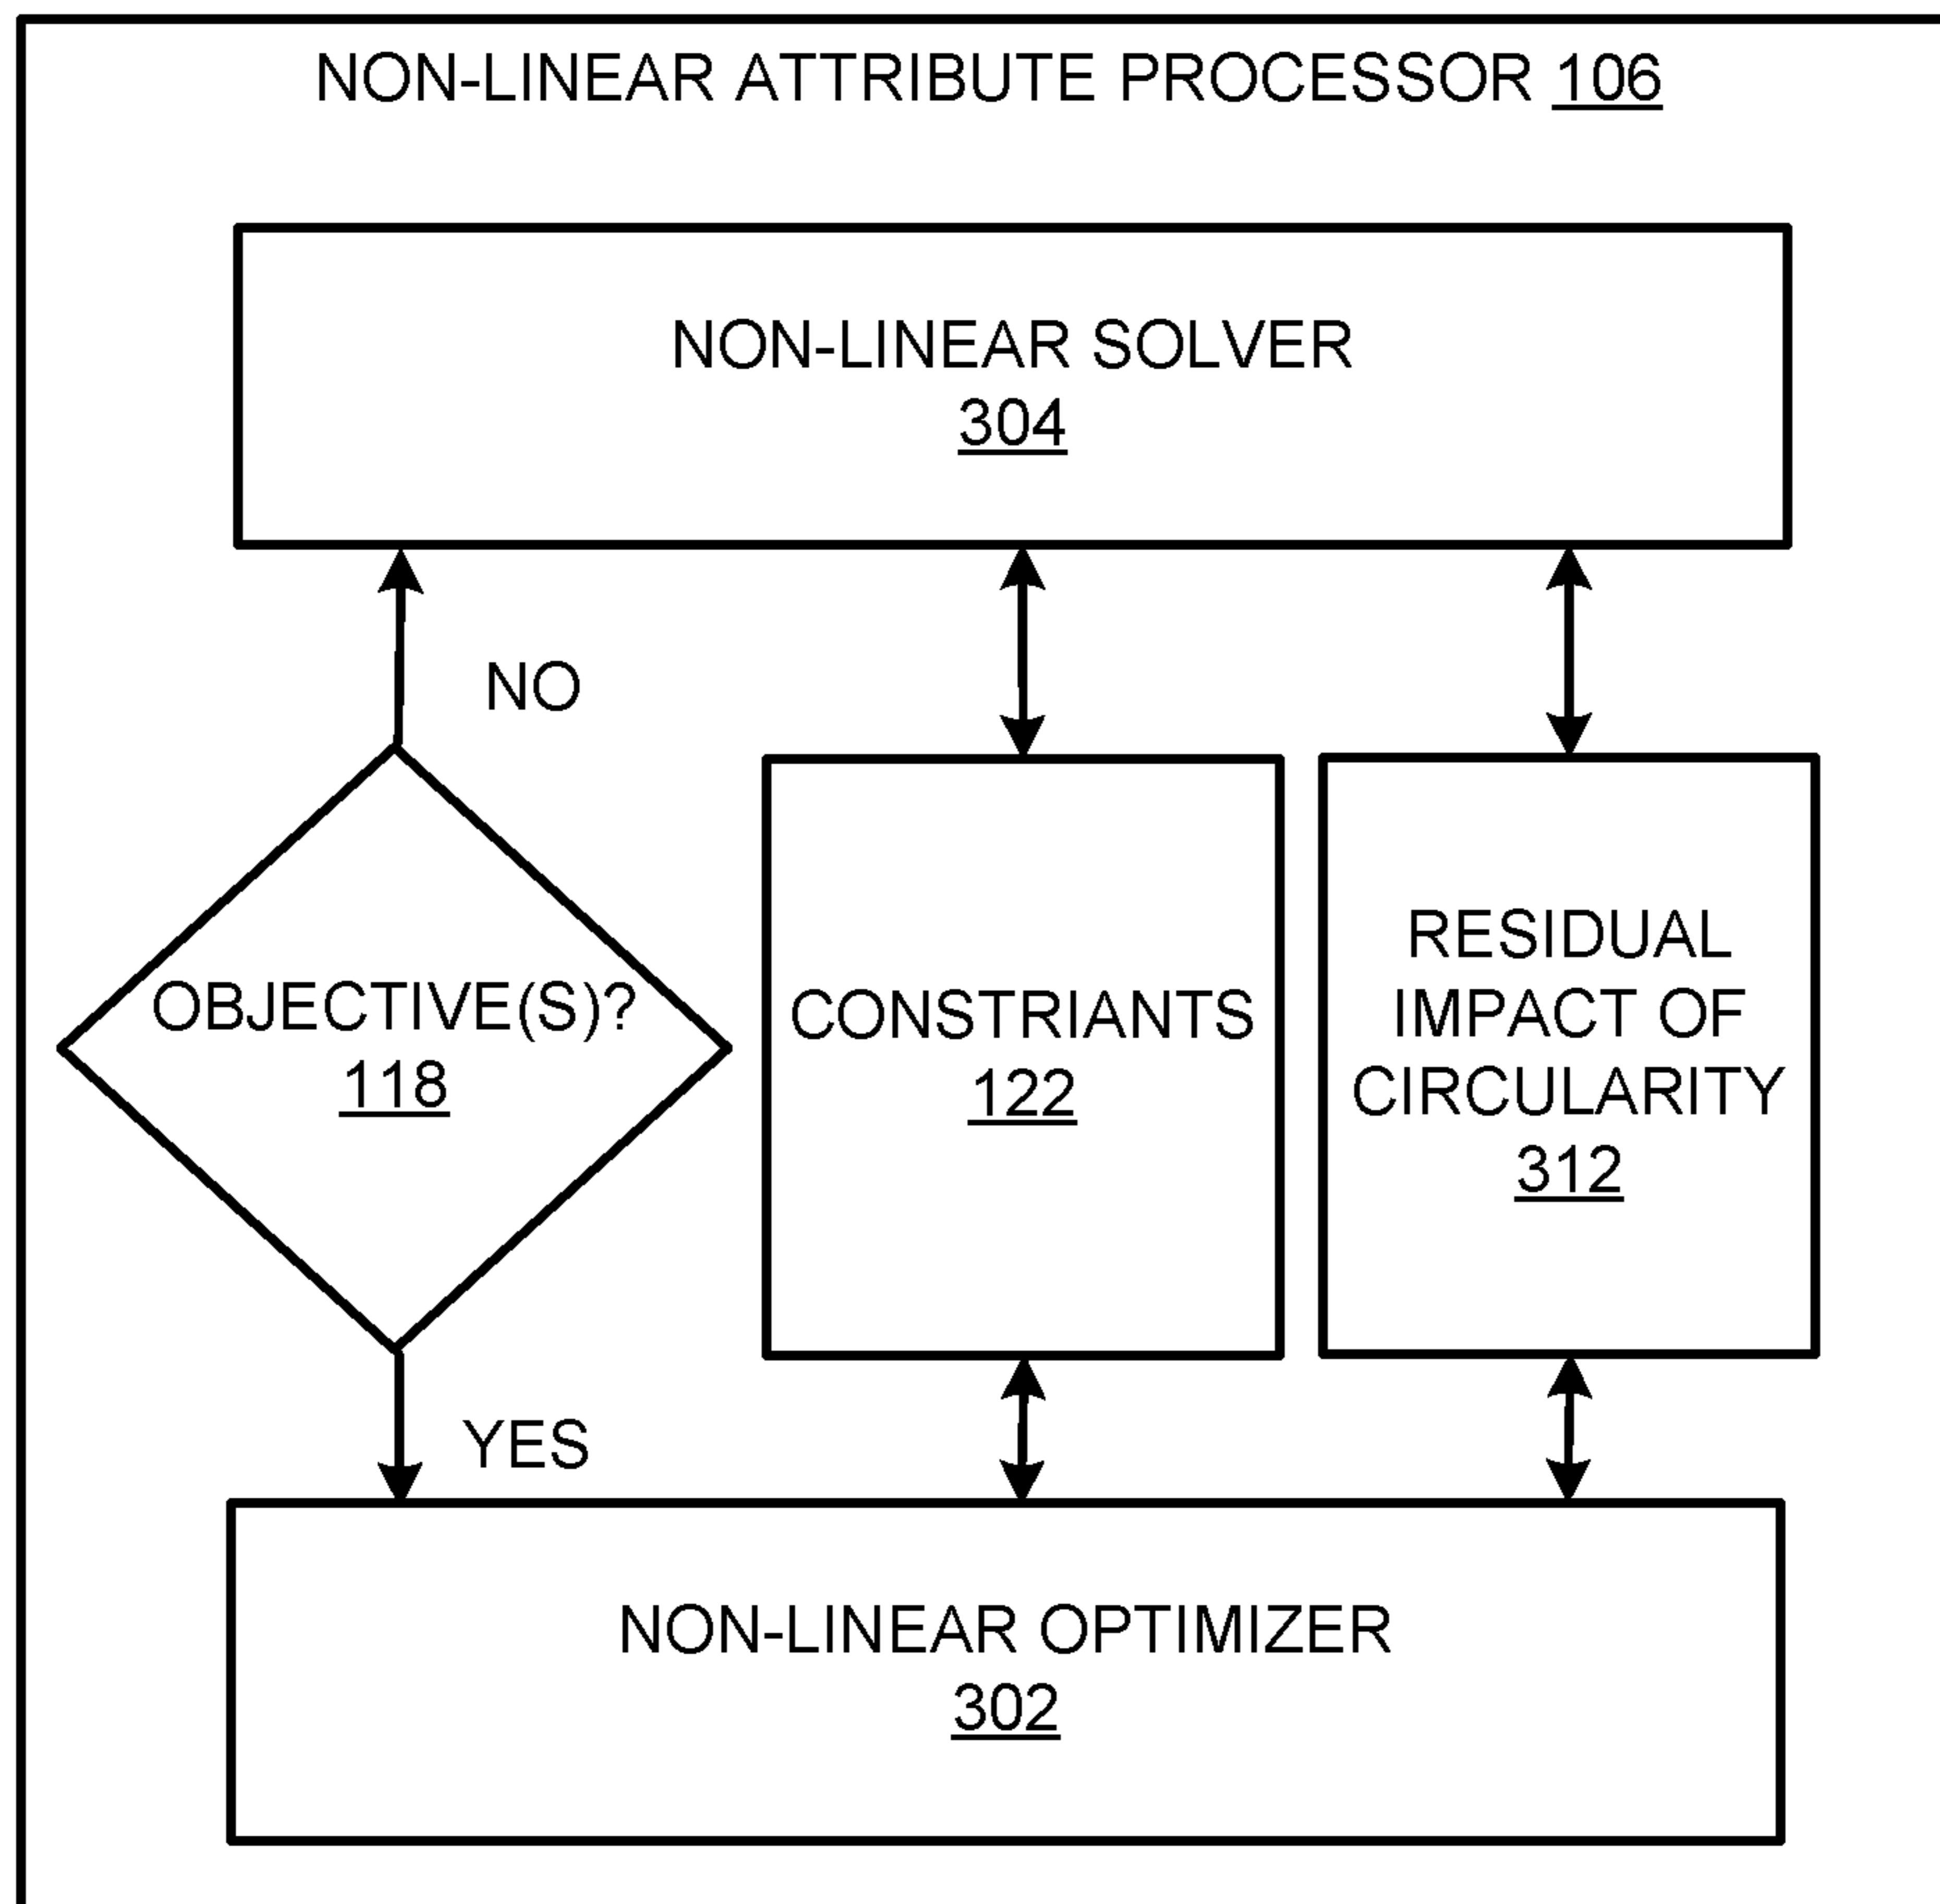 NON-LINEAR ATTRIBUTE PROCESSOR 106
NON-LINEAR SOLVER
304
NO
OBJECTIVE(S)?
118
CONSTRIANTS
122
RESIDUAL
IMPACT OF
CIRCULARITY
312
YES
NON-LINEAR OPTIMIZER
302